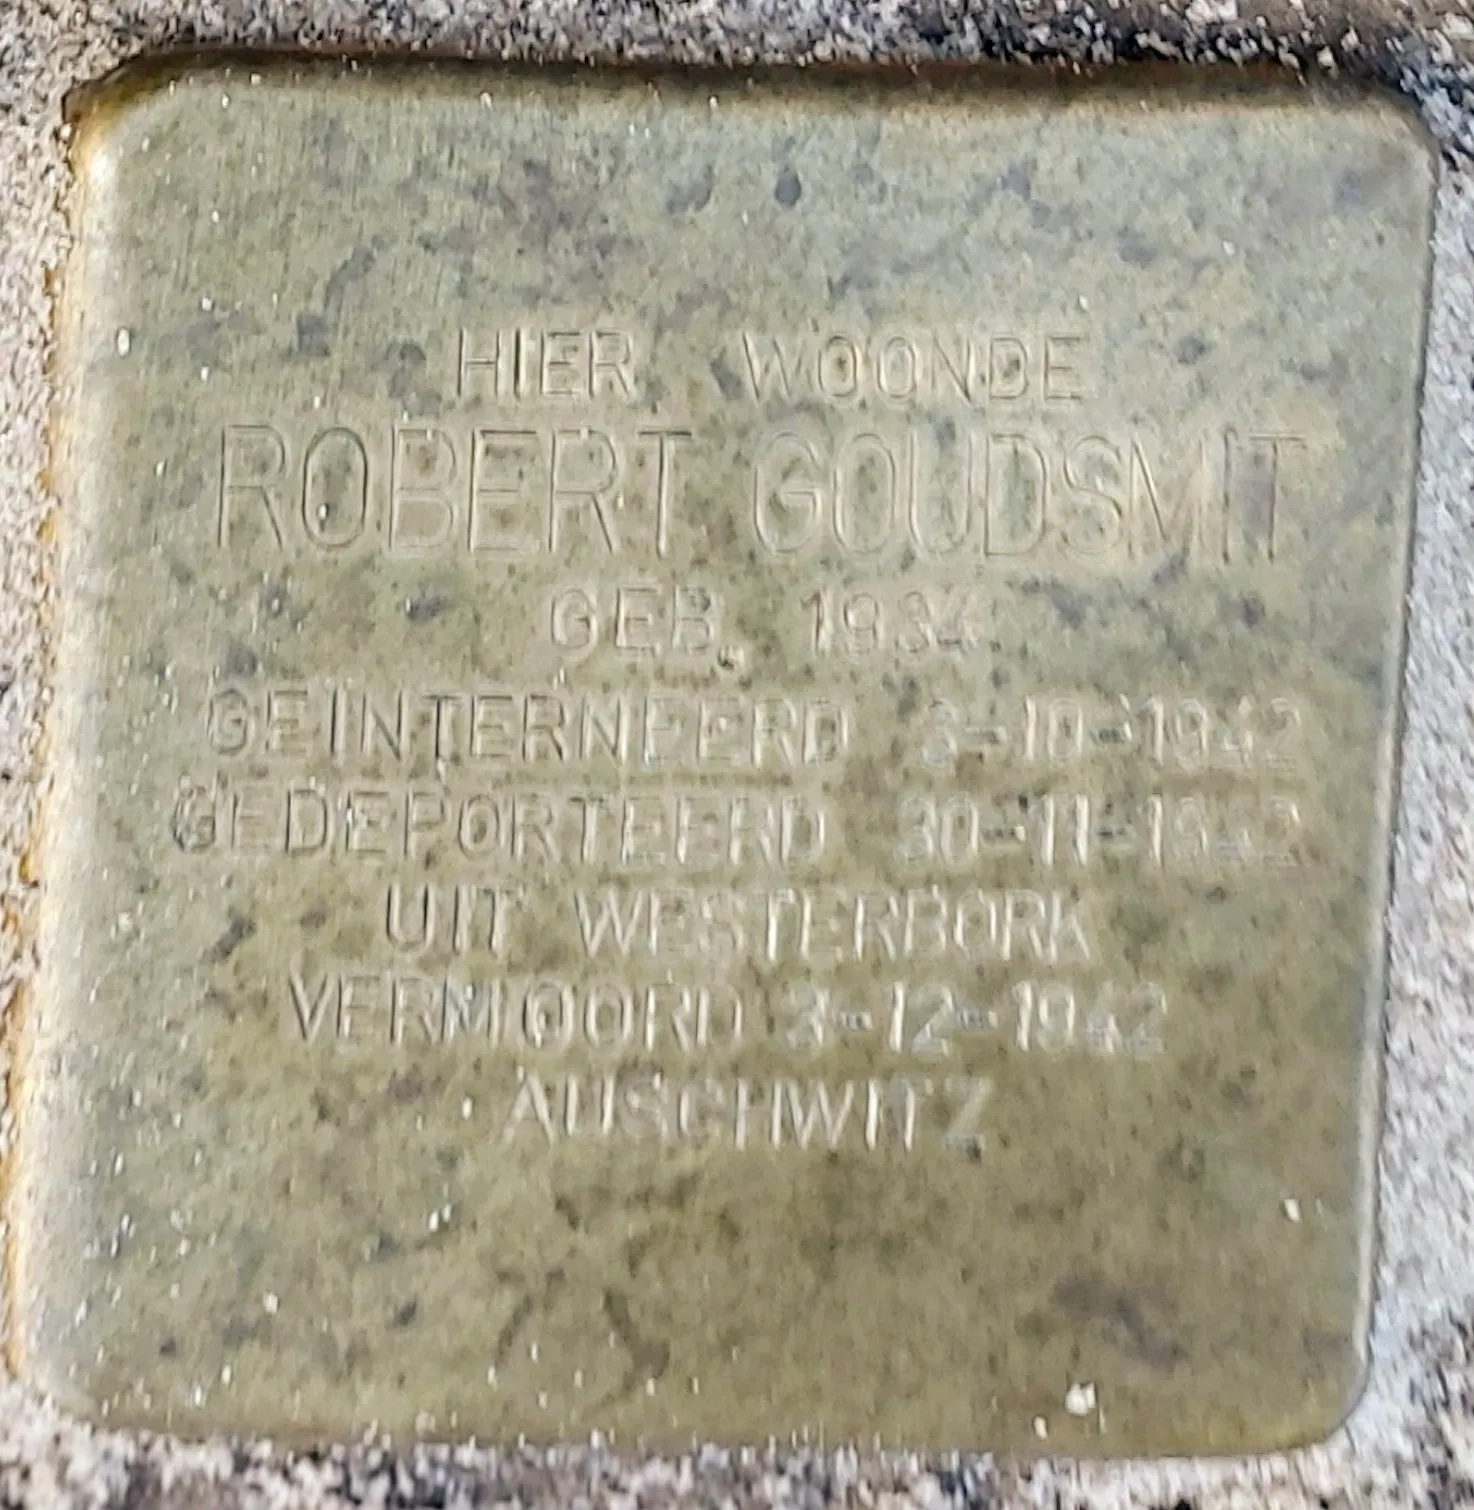 HIER WOONDE
ROBERT GOUDSMIT
GEB. 1934
GEINTERNEERD 3-10-1942
GEDEPORTEERD 30-11-1942
UIT WESTERBORK
VERMOORD 3-12-1942
AUSCHWITZ